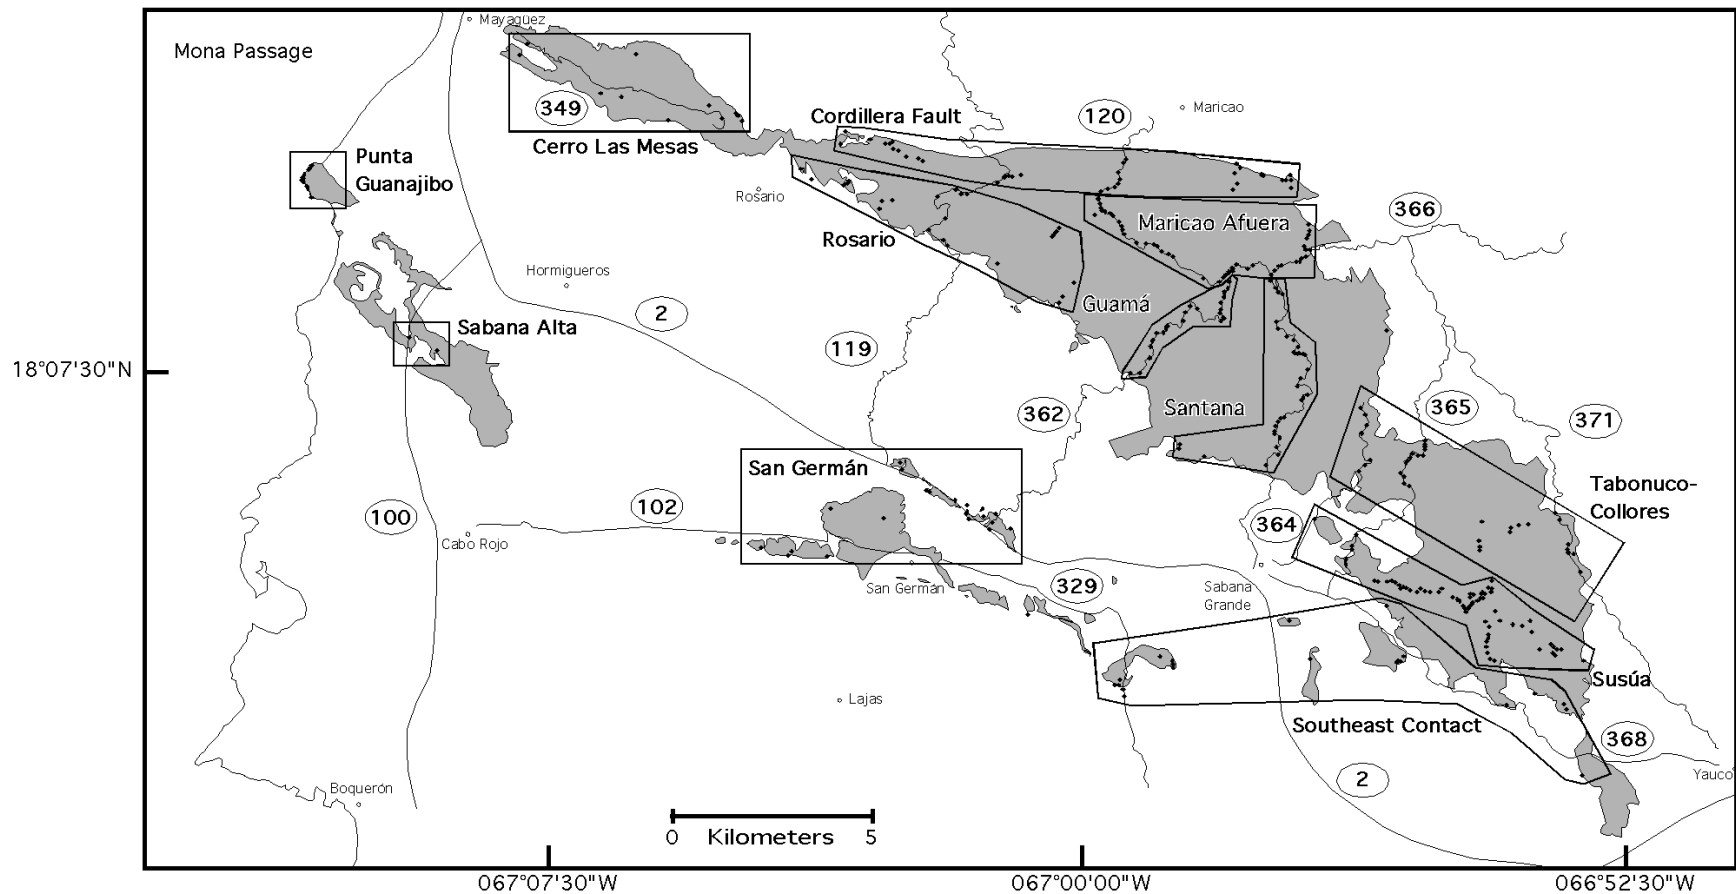 Mayagüez
Mona Passage
349
Cerro Las Mesas
Cordillera Fault
120
Maricao
Punta
Guanajibo
Rosario
Rosario
Maricao Afuera
366
Hormigueros
2
Guamá
Sabana Alta
119
18°07'30"N
362
Santana
365
371
San Germán
Tabonuco-
Collores
100
102
364
Cabo Rojo
San Germán
329
Sabana
Grande
Susúa
Lajas
Southeast Contact
368
2
Yauco
Boquerón
0 Kilometers 5
067°07'30"W
067°00'00"W
066°52'30"W